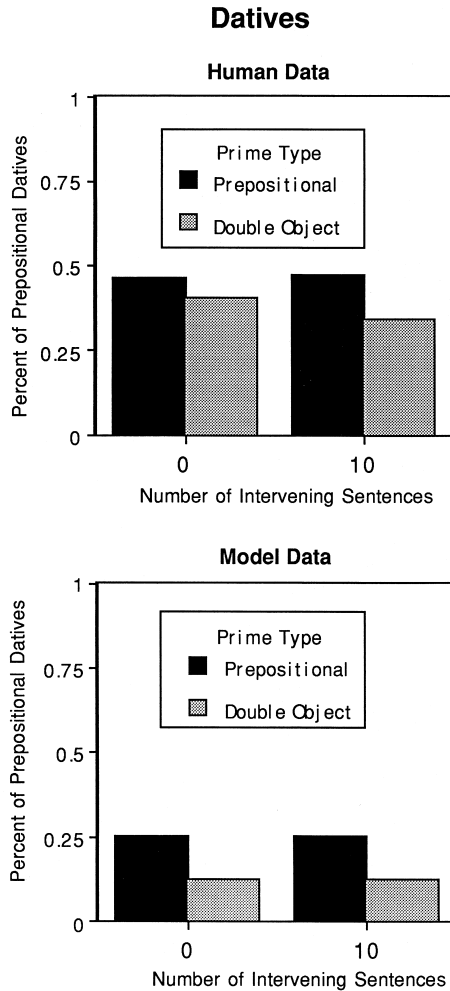 Datives
Human Data
Percent of Prepositional Datives
1
0.75
0.5
0.25
0
Prime Type
Prepositional
Double Object
0
10
Number of Intervening Sentences
Model Data
Percent of Prepositional Datives
1
0.75
0.5
0.25
0
Prime Type
Prepositional
Double Object
0
10
Number of Intervening Sentences